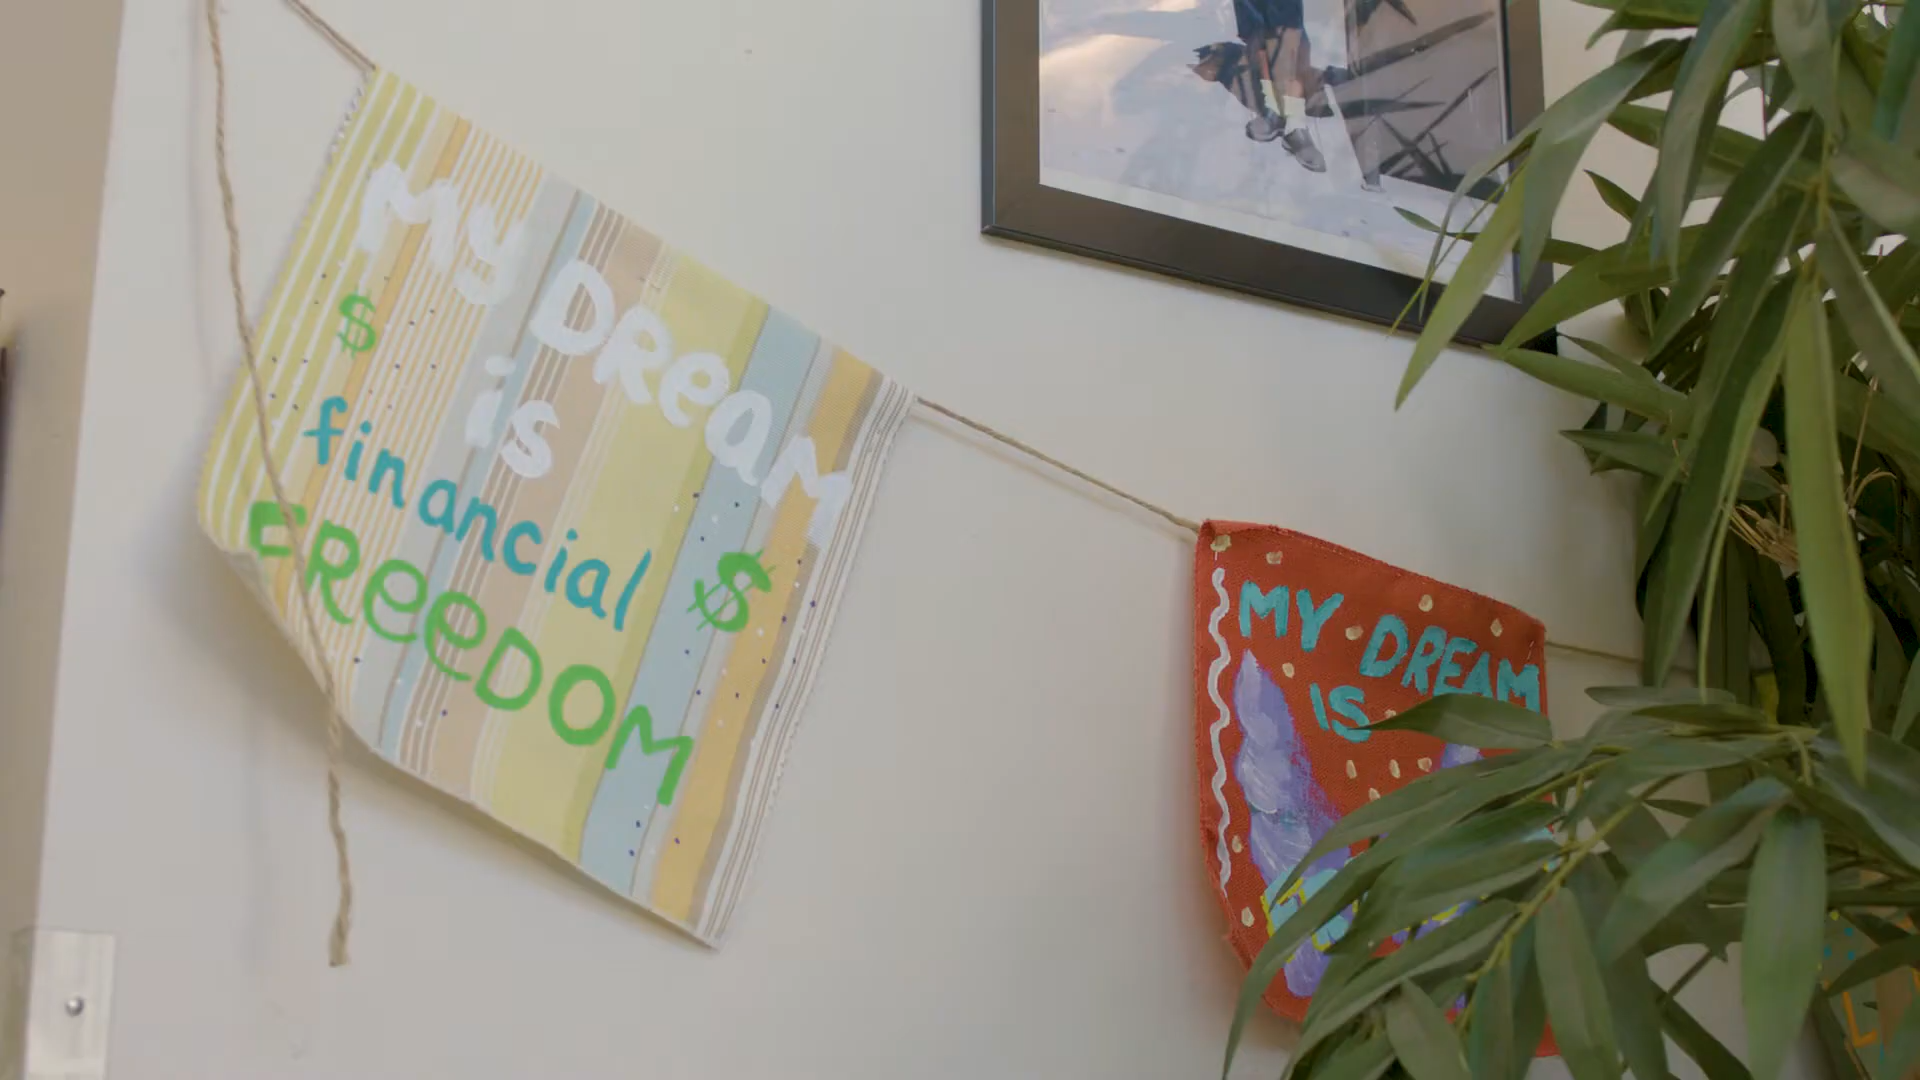 My DReaM
is
$
financial
FReeDOM
$
MY DREAM
IS